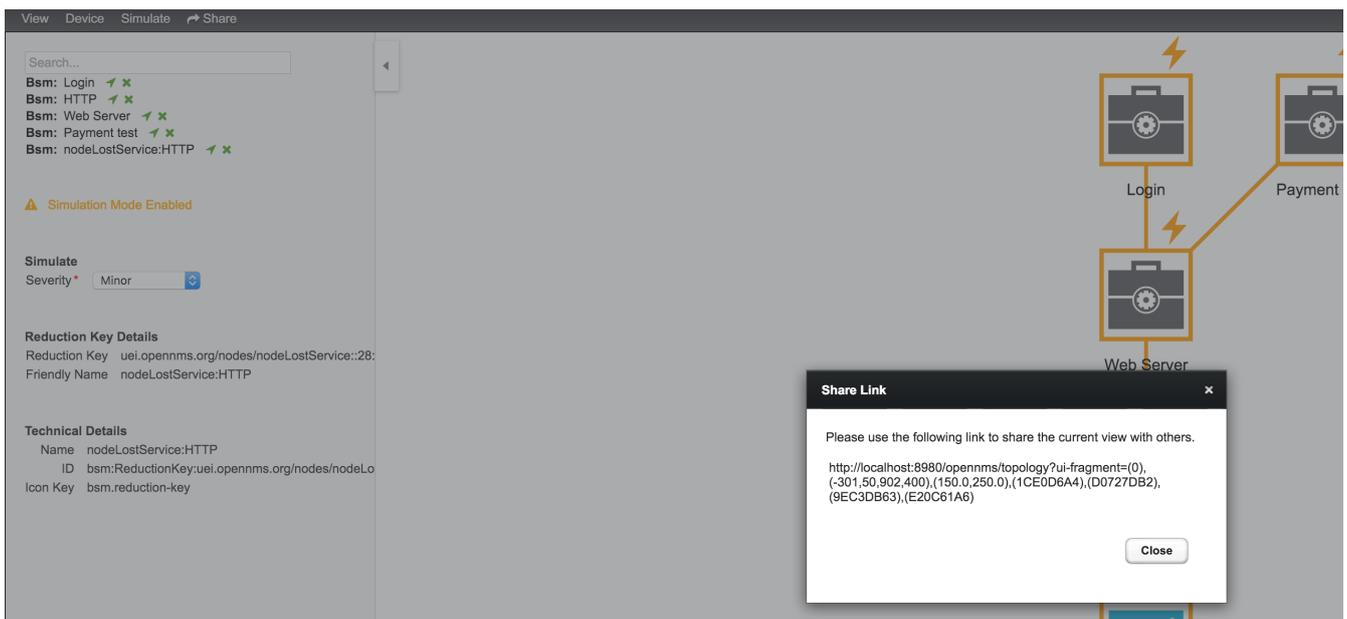 View Device Simulate Share
Search...
Bsm: Login
Bsm: HTTP
Bsm: Web Server
Bsm: Payment test
Bsm: nodeLostService:HTTP
Simulation Mode Enabled
Simulate
Severity* Minor
Reduction Key Details
Reduction Key uei.opennms.org/nodes/nodeLostService::28:
Friendly Name nodeLostService:HTTP
Technical Details
Name nodeLostService:HTTP
ID bsm:ReductionKey:uei.opennms.org/nodes/nodeLo
Icon Key bsm.reduction-key
Login
Payment
Web Server
Share Link ×
Please use the following link to share the current view with others.
http://localhost:8980/opennms/topology?ui-fragment=(0),
(-301,50,902,400),(150.0,250.0),(1CE0D6A4),(D0727DB2),
(9EC3DB63),(E20C61A6)
Close